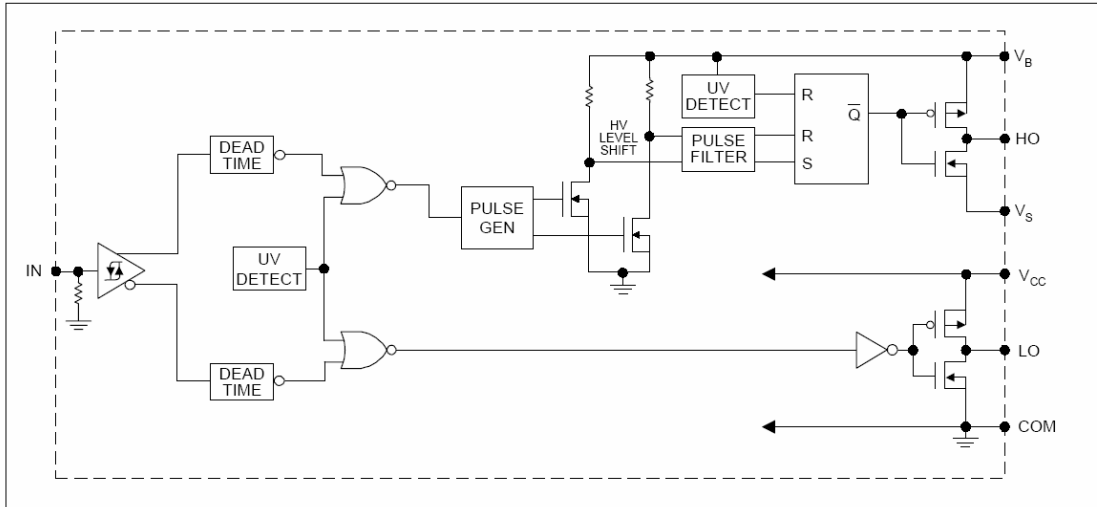 V_B
UV
DETECT
R
Q̅
HV
LEVEL
SHIFT
PULSE
FILTER
R
S
HO
DEAD
TIME
PULSE
GEN
V_S
UV
DETECT
IN
V_CC
LO
DEAD
TIME
COM